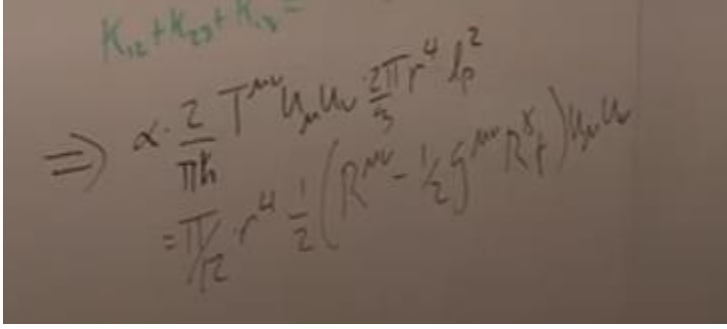 K₁₂+K₂₃+K₁₃=
⇒ α · 2/(πħ) T^{μν} u_μ u_ν 2π/3 r⁴ l_p²
= π/12 · r⁴ 1/2 (R^{μν} - 1/2 g^{μν} R^γ_γ) u_μ u_ν